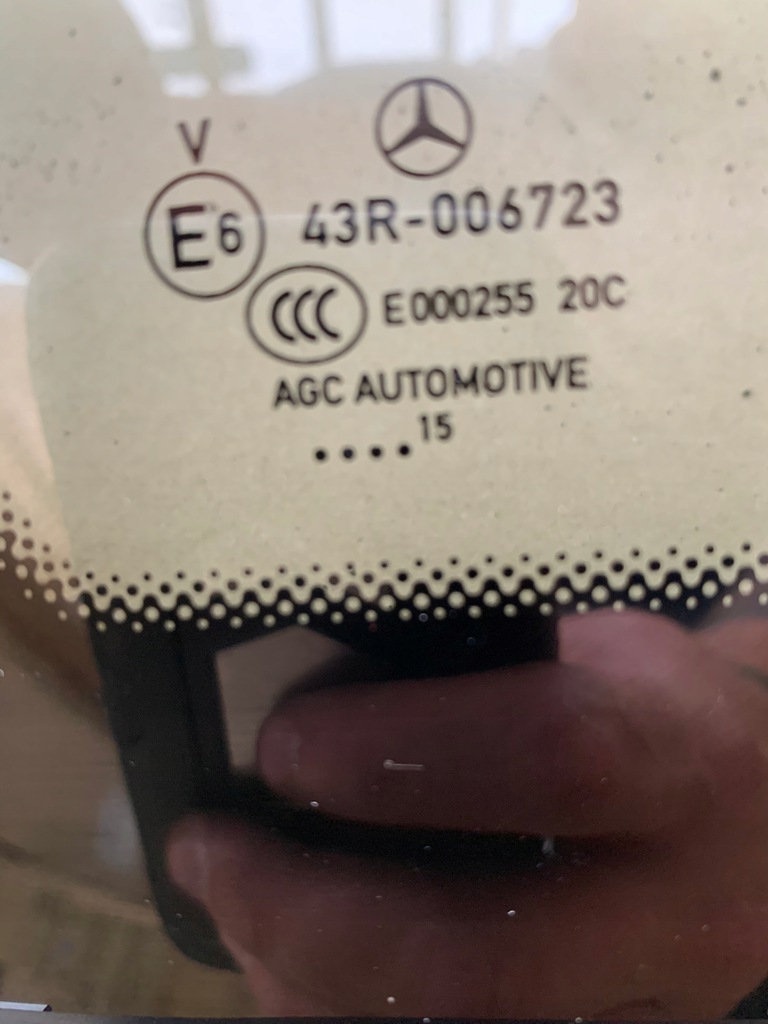 V
E6 43R-006723
CCC E000255 20C
AGC AUTOMOTIVE
....15